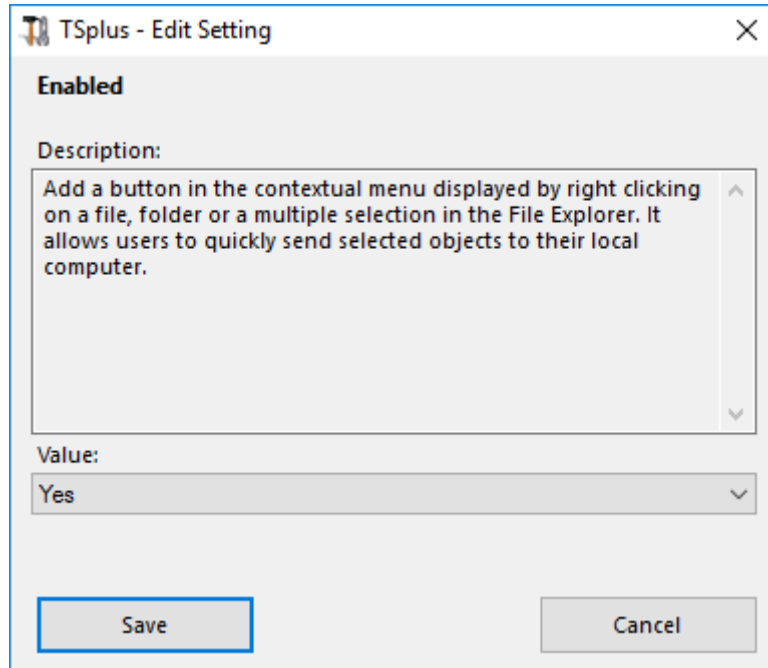 TSplus - Edit Setting
Enabled
Description:
Add a button in the contextual menu displayed by right clicking
on a file, folder or a multiple selection in the File Explorer. It
allows users to quickly send selected objects to their local
computer.
Value:
Yes
Save
Cancel